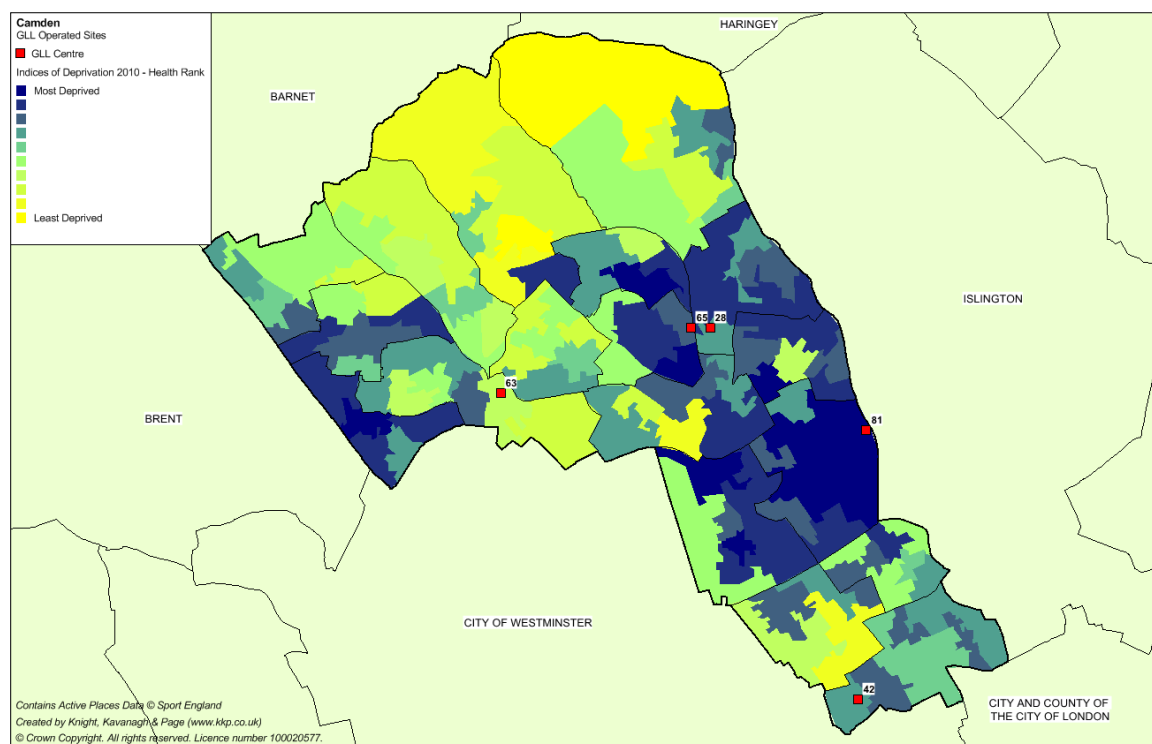 Camden
GLL Operated Sites
GLL Centre
Indices of Deprivation 2010 - Health Rank
Most Deprived
Least Deprived
HARINGEY
BARNET
ISLINGTON
65 28
63
BRENT
81
CITY OF WESTMINSTER
42
CITY AND COUNTY OF
THE CITY OF LONDON
Contains Active Places Data © Sport England
Created by Knight, Kavanagh & Page (www.kkp.co.uk)
© Crown Copyright. All rights reserved. Licence number 100020577.